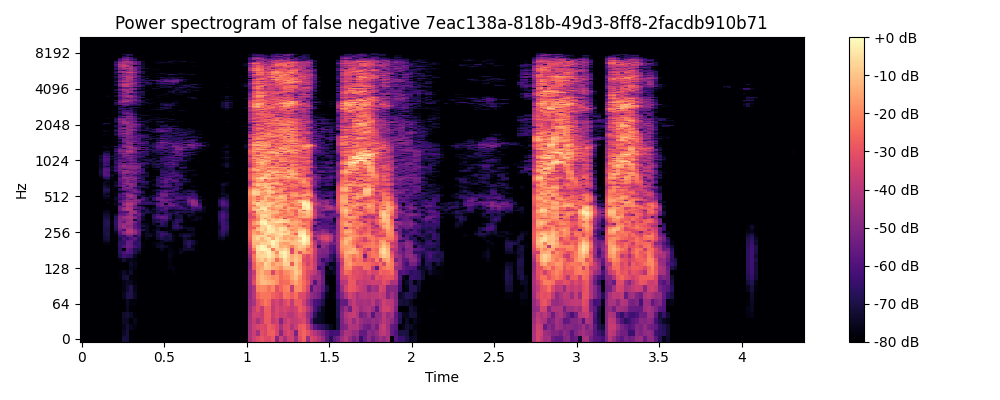 Power spectrogram of false negative 7eac138a-818b-49d3-8ff8-2facdb910b71
8192
4096
2048
1024
512
256
128
64
0
Hz
0
0.5
1
1.5
2
2.5
3
3.5
4
Time
+0 dB
-10 dB
-20 dB
-30 dB
-40 dB
-50 dB
-60 dB
-70 dB
-80 dB